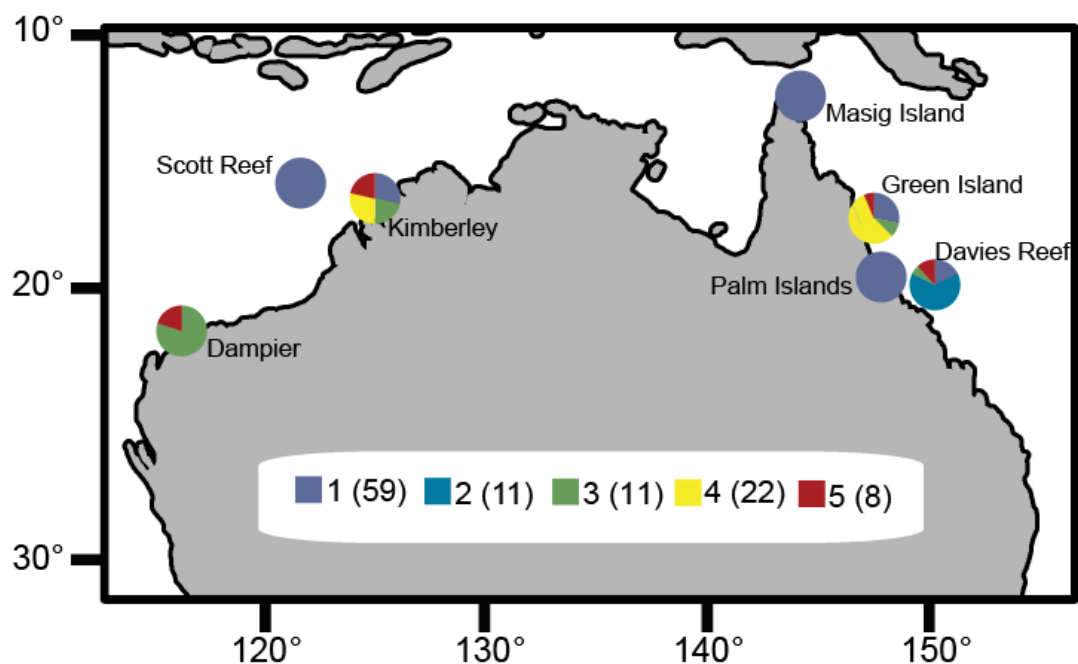 10°
Masig Island
Scott Reef
Green Island
Kimberley
Davies Reef
20°
Palm Islands
Dampier
1 (59) 2 (11) 3 (11) 4 (22) 5 (8)
30°
120° 130° 140° 150°